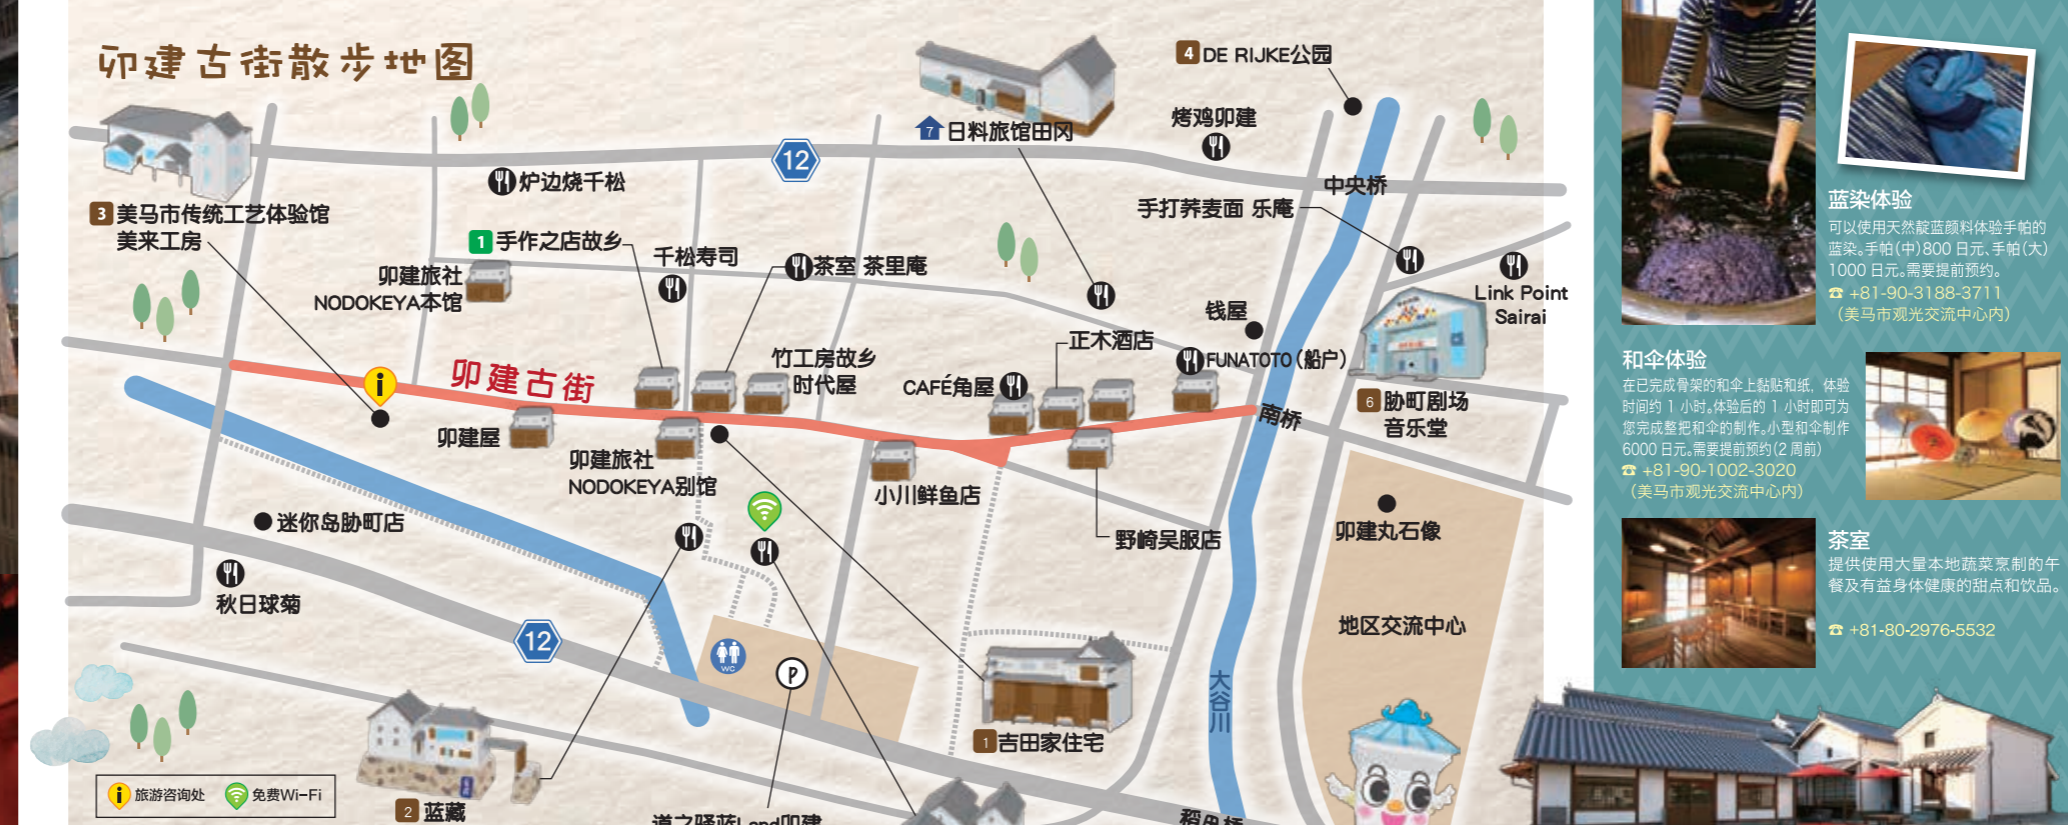 卯建古街散步地图
4 DE RIJKE公园
烤鸡卯建
7 日料旅馆田冈
12
炉边烧千松
中央桥
手打荞麦面 乐庵
3 美马市传统工艺体验馆
美来工房
1 手作之店故乡
千松寿司
茶室 茶里庵
卯建旅社
NODOKEYA本馆
Link Point
Sairai
钱屋
正木酒店
FUNATOTO（船户）
卯建古街
竹工房故乡
时代屋
CAFÉ角屋
6 胁町剧场
音乐堂
南桥
卯建屋
卯建旅社
NODOKEYA别馆
小川鲜鱼店
野崎吴服店
卯建丸石像
迷你岛胁町店
秋日球菊
12
地区交流中心
WC
P
大谷川
1 吉田家住宅
i 旅游咨询处
免费Wi-Fi
2 蓝藏
蓝染体验
可以使用天然靛蓝颜料体验手帕的
蓝染。手帕（中）800 日元、手帕（大）
1000 日元。需要提前预约。
☎ +81-90-3188-3711
（美马市观光交流中心内）
和伞体验
在已完成骨架的和伞上黏贴和纸，体验
时间约 1 小时。体验后的 1 小时即可为
您完成整把和伞的制作。小型和伞制作
6000 日元。需要提前预约（2 周前）
☎ +81-90-1002-3020
（美马市观光交流中心内）
茶室
提供使用大量本地蔬菜烹制的午
餐及有益身体健康的甜点和饮品。
☎ +81-80-2976-5532